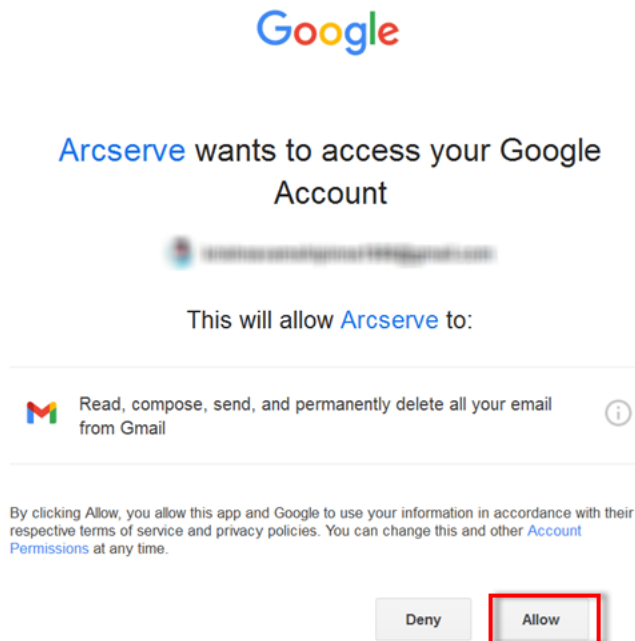 Google
Arcserve wants to access your Google
Account
This will allow Arcserve to:
Read, compose, send, and permanently delete all your email
from Gmail
By clicking Allow, you allow this app and Google to use your information in accordance with their
respective terms of service and privacy policies. You can change this and other Account
Permissions at any time.
Deny
Allow